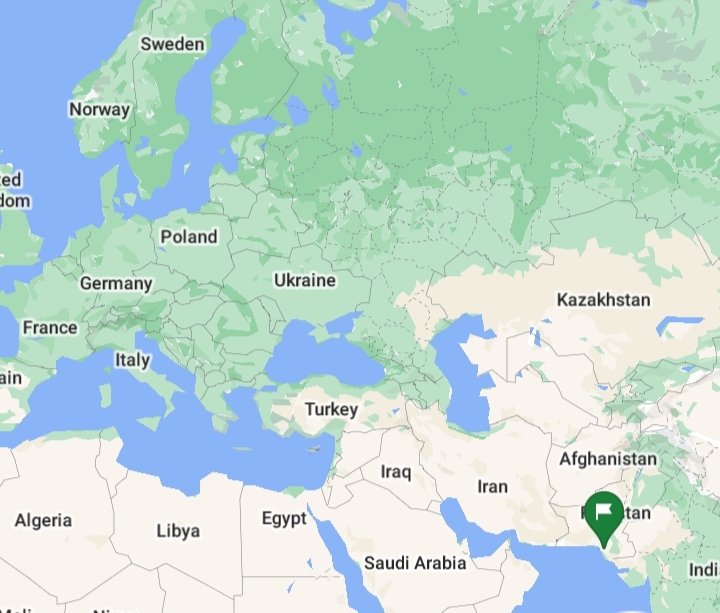 Sweden
Norway
ted
dom
Poland
Germany
Ukraine
France
Kazakhstan
Italy
ain
Turkey
Afghanistan
Iraq
Iran
P
stan
Algeria
Libya
Egypt
Saudi Arabia
Indi